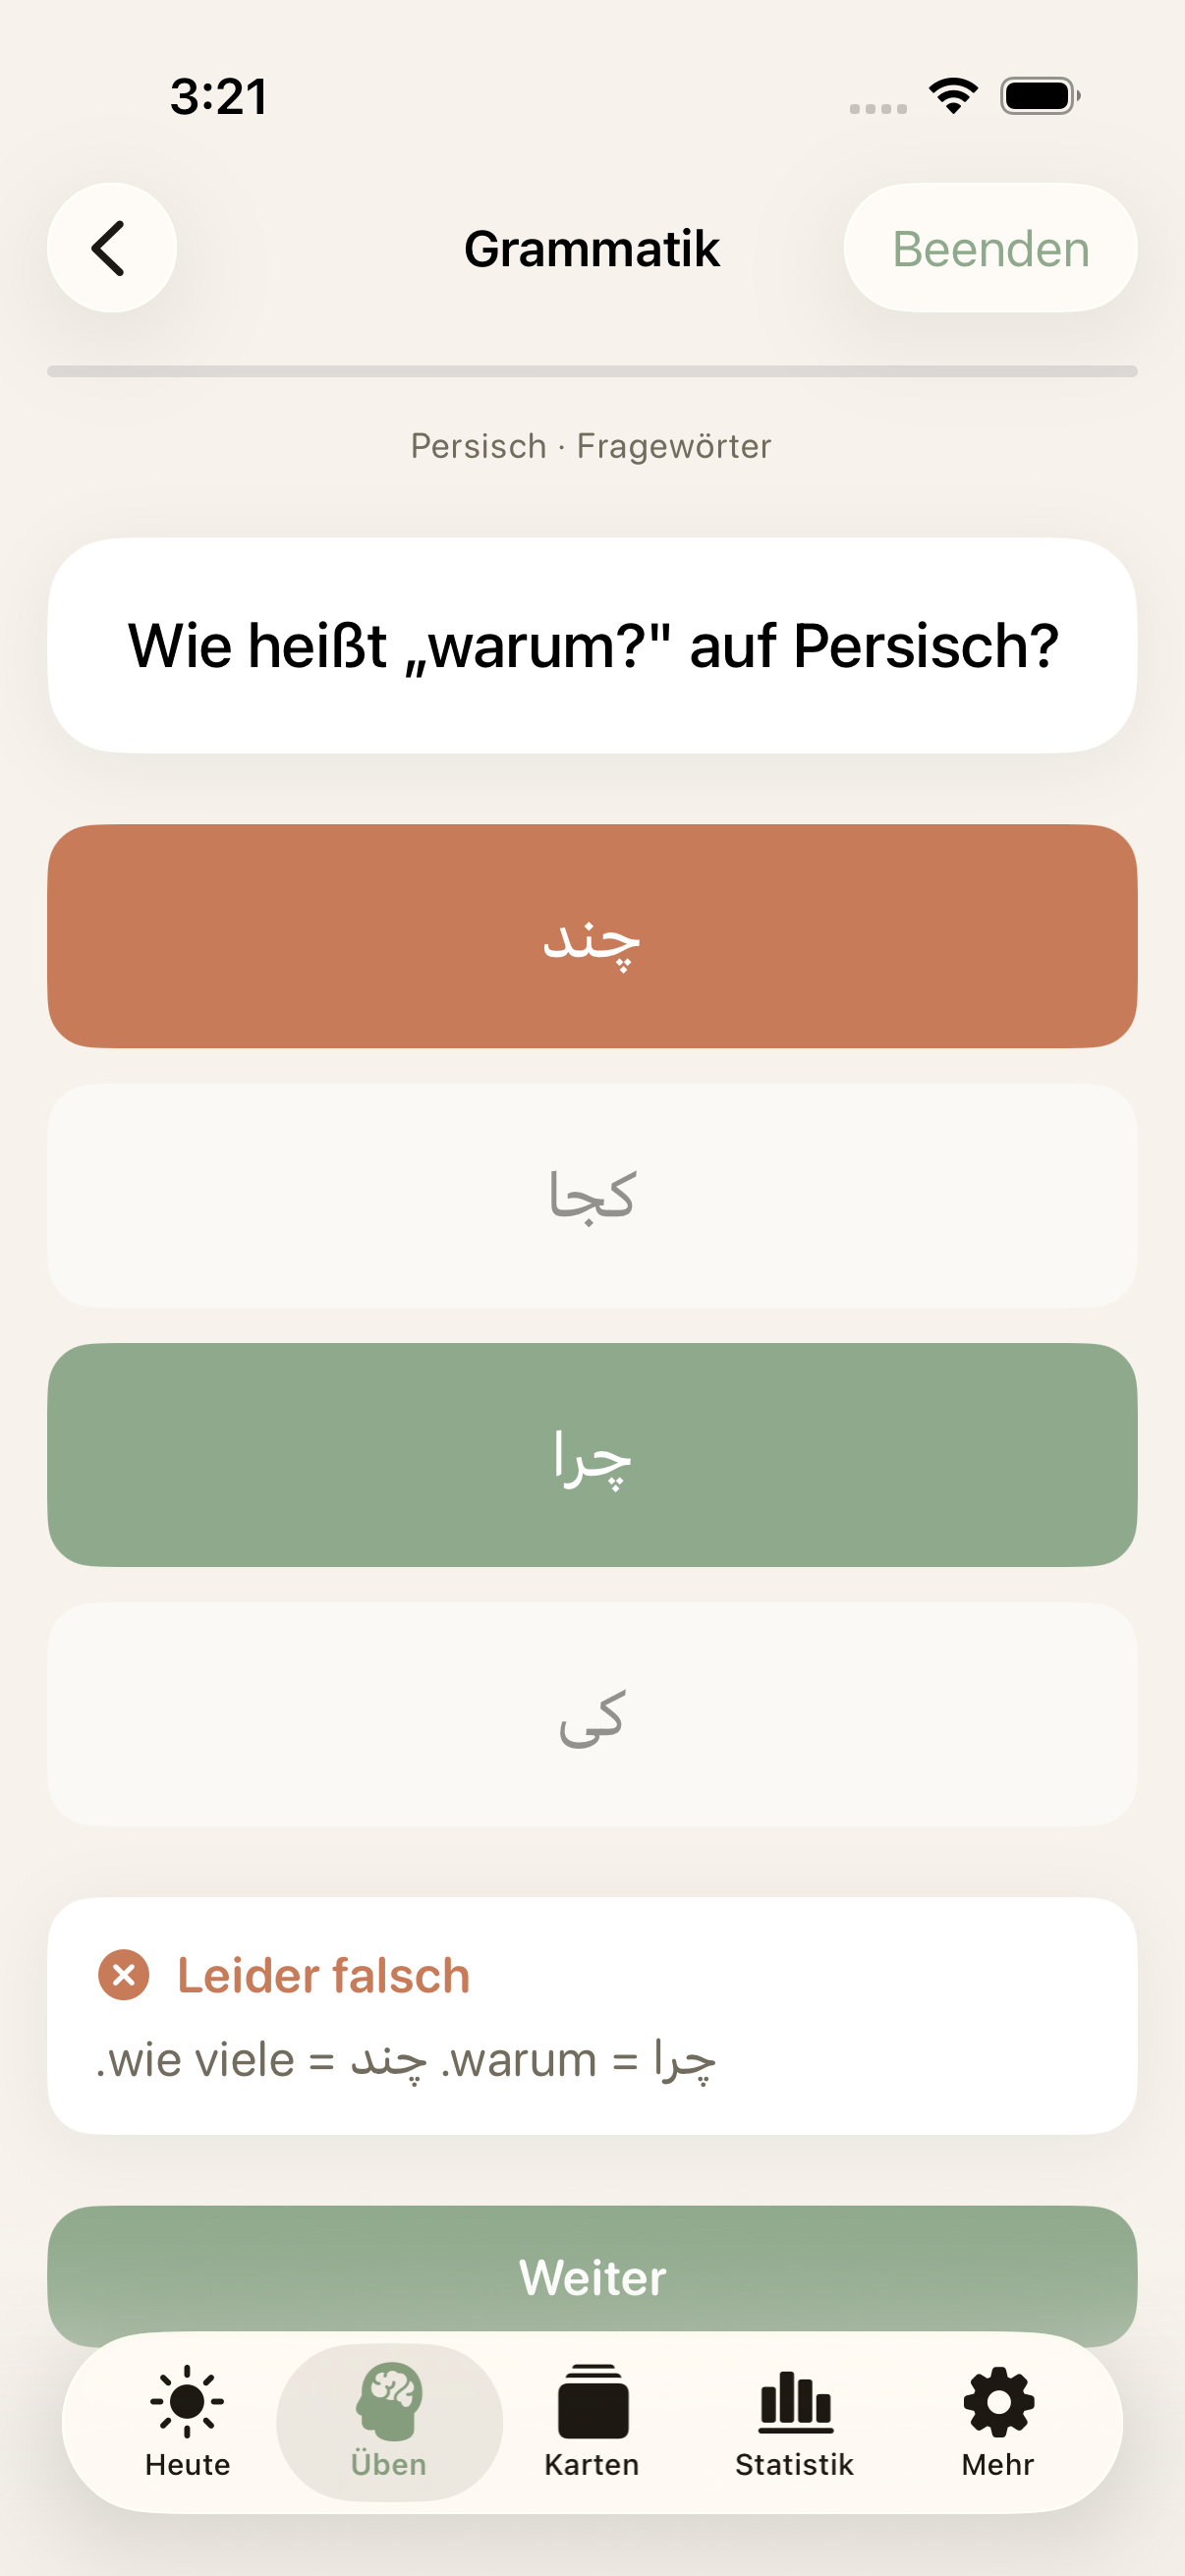 3:21
Grammatik
Beenden
Persisch · Fragewörter
Wie heißt „warum?" auf Persisch?
چند
کجا
چرا
کی
Leider falsch
چرا = warum. چند = wie viele.
Weiter
Heute
Üben
Karten
Statistik
Mehr